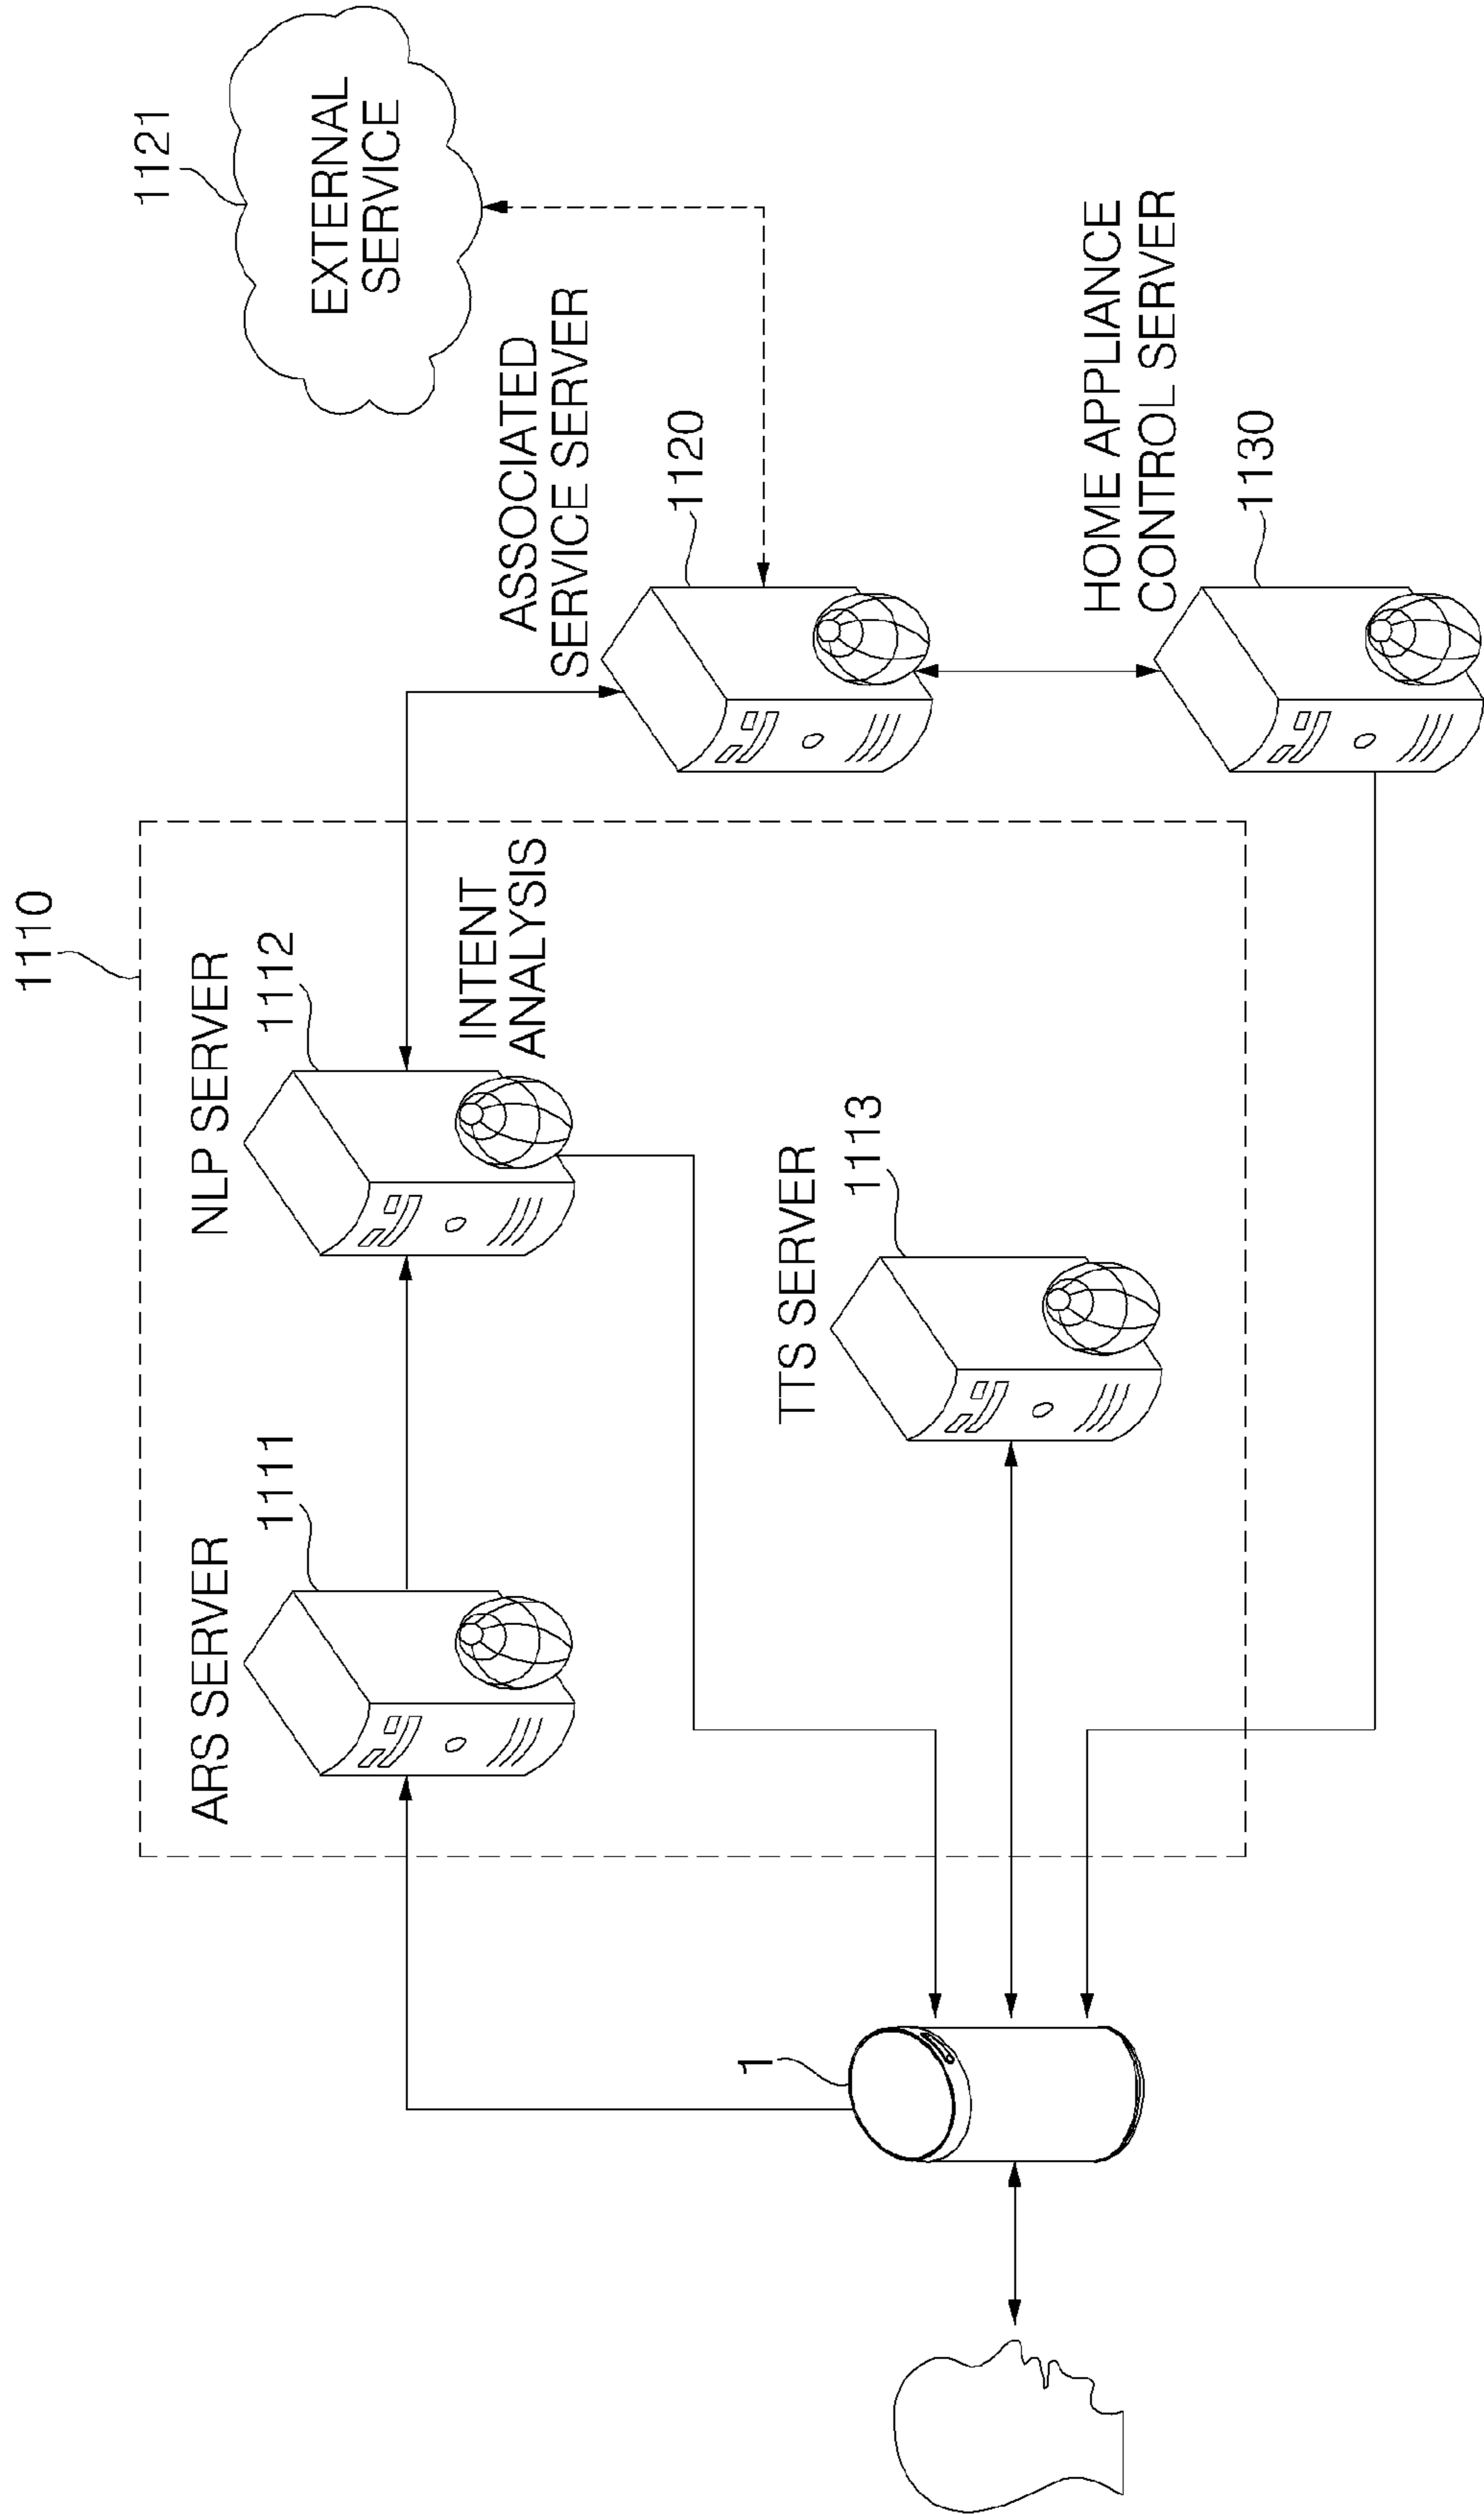 1110
ARS SERVER
1111
NLP SERVER
1112
INTENT
ANALYSIS
TTS SERVER
1113
1121
EXTERNAL
SERVICE
ASSOCIATED
SERVICE SERVER
1120
HOME APPLIANCE
CONTROL SERVER
1130
1